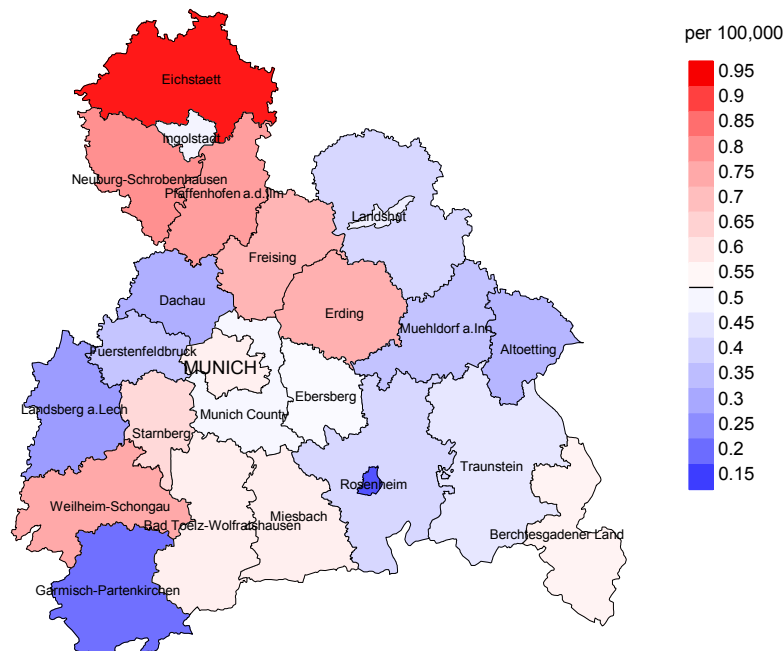 per 100,000
0.95
0.9
0.85
0.8
0.75
0.7
0.65
0.6
0.55
0.5
0.45
0.4
0.35
0.3
0.25
0.2
0.15
Eichstaett
Ingolstadt
Neuburg-Schrobenhausen
Pfaffenhofen a.d.Ilm
Landshut
Freising
Dachau
Erding
Muehldorf a.Inn
Altoetting
Fuerstenfeldbruck
MUNICH
Ebersberg
Landsberg a.Lech
Munich County
Starnberg
Traunstein
Rosenheim
Weilheim-Schongau
Miesbach
Bad Toelz-Wolfratshausen
Berchtesgadener Land
Garmisch-Partenkirchen